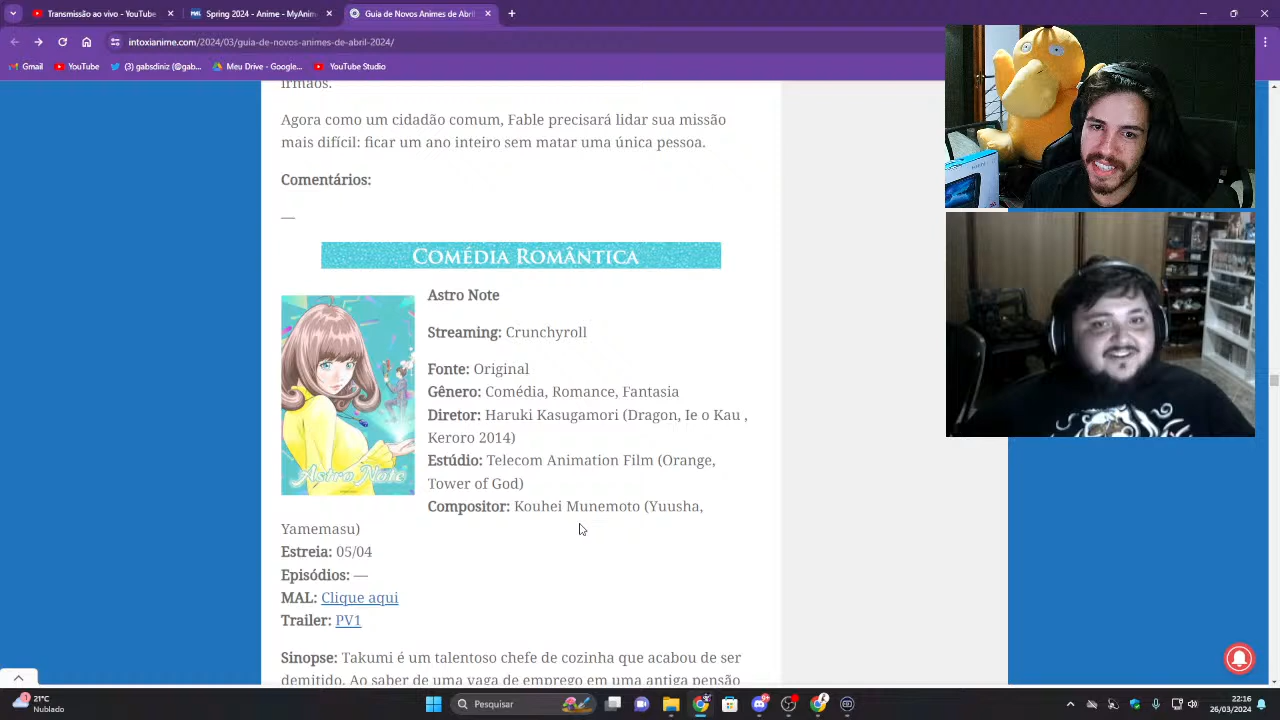 YouTube
Spring 2024 - Seasonal An
Guia de Novos Animes de Abril
intoxianime.com/2024/03/guia-de-novos-animes-de-abril-2024/
Gmail
YouTube
(3) gabsdiniz (@gab...
Meu Drive - Google...
YouTube Studio
irmãos.
Agora como um cidadão comum, Fable precisará lidar sua missão
mais difícil: ficar um ano inteiro sem matar uma única pessoa.
Comentários:
—
Comédia Romântica
Astro Note
Streaming: Crunchyroll
Fonte: Original
Gênero: Comédia, Romance, Fantasia
Diretor: Haruki Kasugamori (Dragon, Ie o Kau ,
Keroro 2014)
Estúdio: Telecom Animation Film (Orange,
Tower of God)
Astro Note
Compositor: Kouhei Munemoto (Yuusha,
Yamemasu)
Estreia: 05/04
Episódios: —
MAL: Clique aqui
Trailer: PV1
Sinopse: Takumi é um talentoso chefe de cozinha que acabou de ser
demitido. Ao saber de uma vaga de emprego em uma antiga pensão
21°C
Nublado
Pesquisar
22:16
26/03/2024